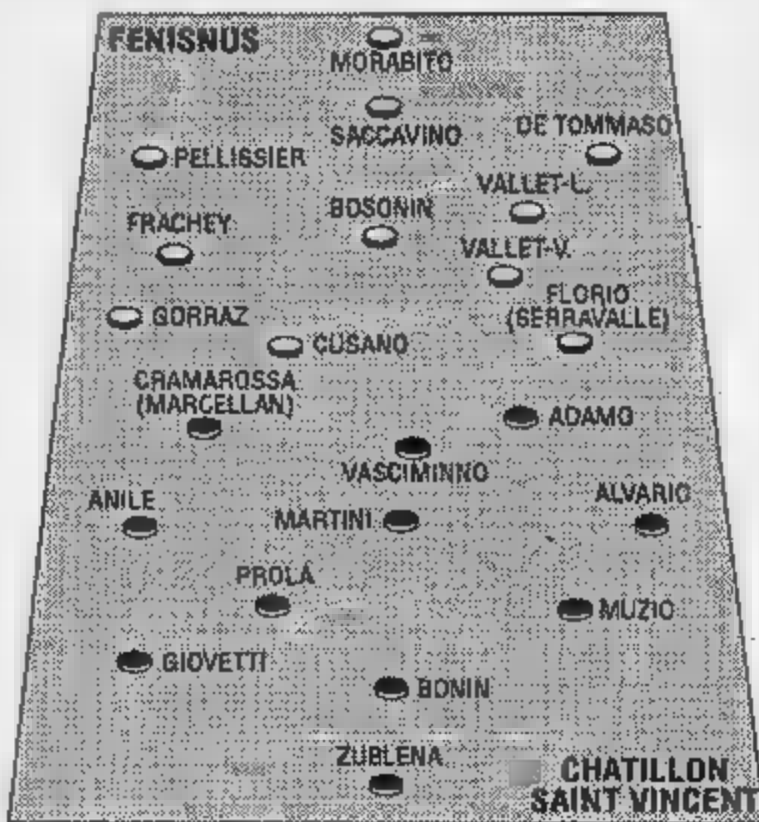 FENISNUS
MORABITO
SACCAVINO
DE TOMMASO
PELLISSIER
VALLET-L.
BOSONIN
FRACHEY
VALLET-V.
FLORIO
(SERRAVALLE)
GORRAZ
CUSANO
CRAMAROSSA
(MARCELLAN)
ADAMO
VASCIMINNO
ANILE
MARTINI
ALVARIO
PROLA
MUZIO
GIOVETTI
BONIN
ZUBLENA
CHATILLON
SAINT VINCENT